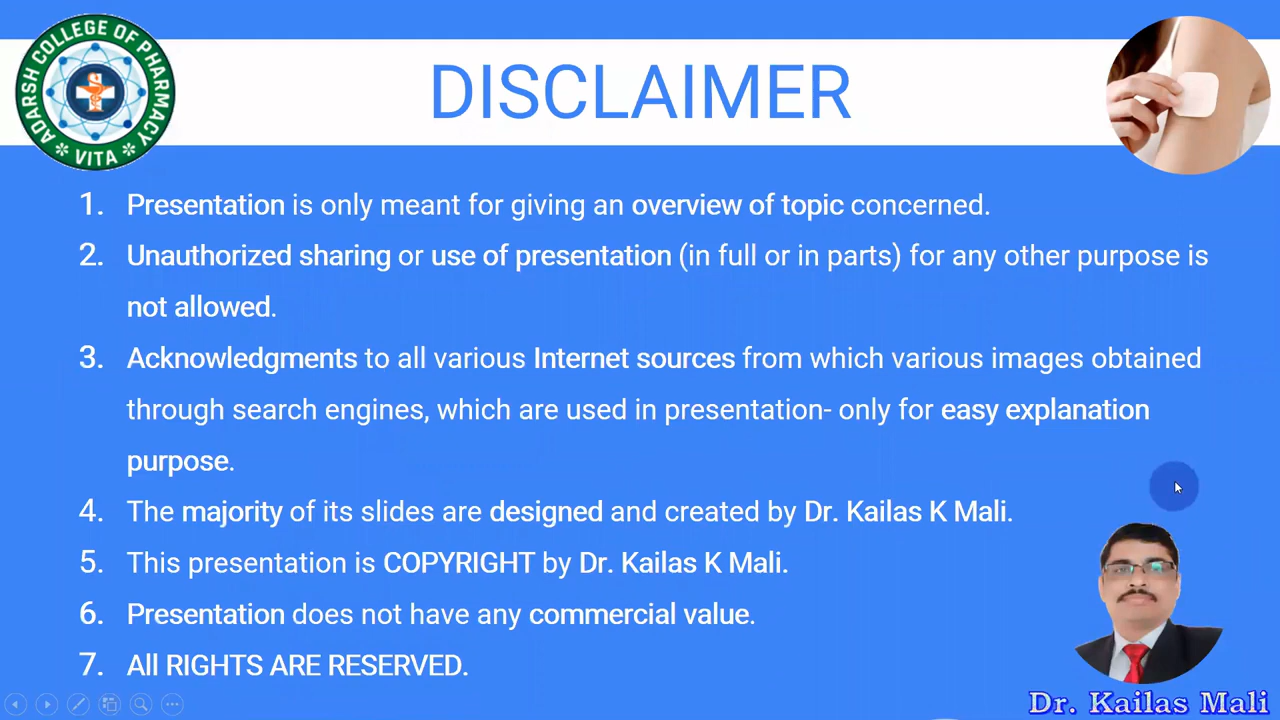 ADARSH COLLEGE OF PHARMACY
VITA
DISCLAIMER
1. Presentation is only meant for giving an overview of topic concerned.
2. Unauthorized sharing or use of presentation (in full or in parts) for any other purpose is
not allowed.
3. Acknowledgments to all various Internet sources from which various images obtained
through search engines, which are used in presentation- only for easy explanation
purpose.
4. The majority of its slides are designed and created by Dr. Kailas K Mali.
5. This presentation is COPYRIGHT by Dr. Kailas K Mali.
6. Presentation does not have any commercial value.
7. All RIGHTS ARE RESERVED.
Dr. Kailas Mali